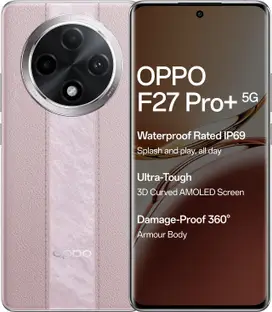 OPPO
F27 Pro+ 5G
Waterproof Rated IP69
Splash and play, all day
Ultra-Tough
3D Curved AMOLED Screen
Damage-Proof 360°
Armour Body
OPPO